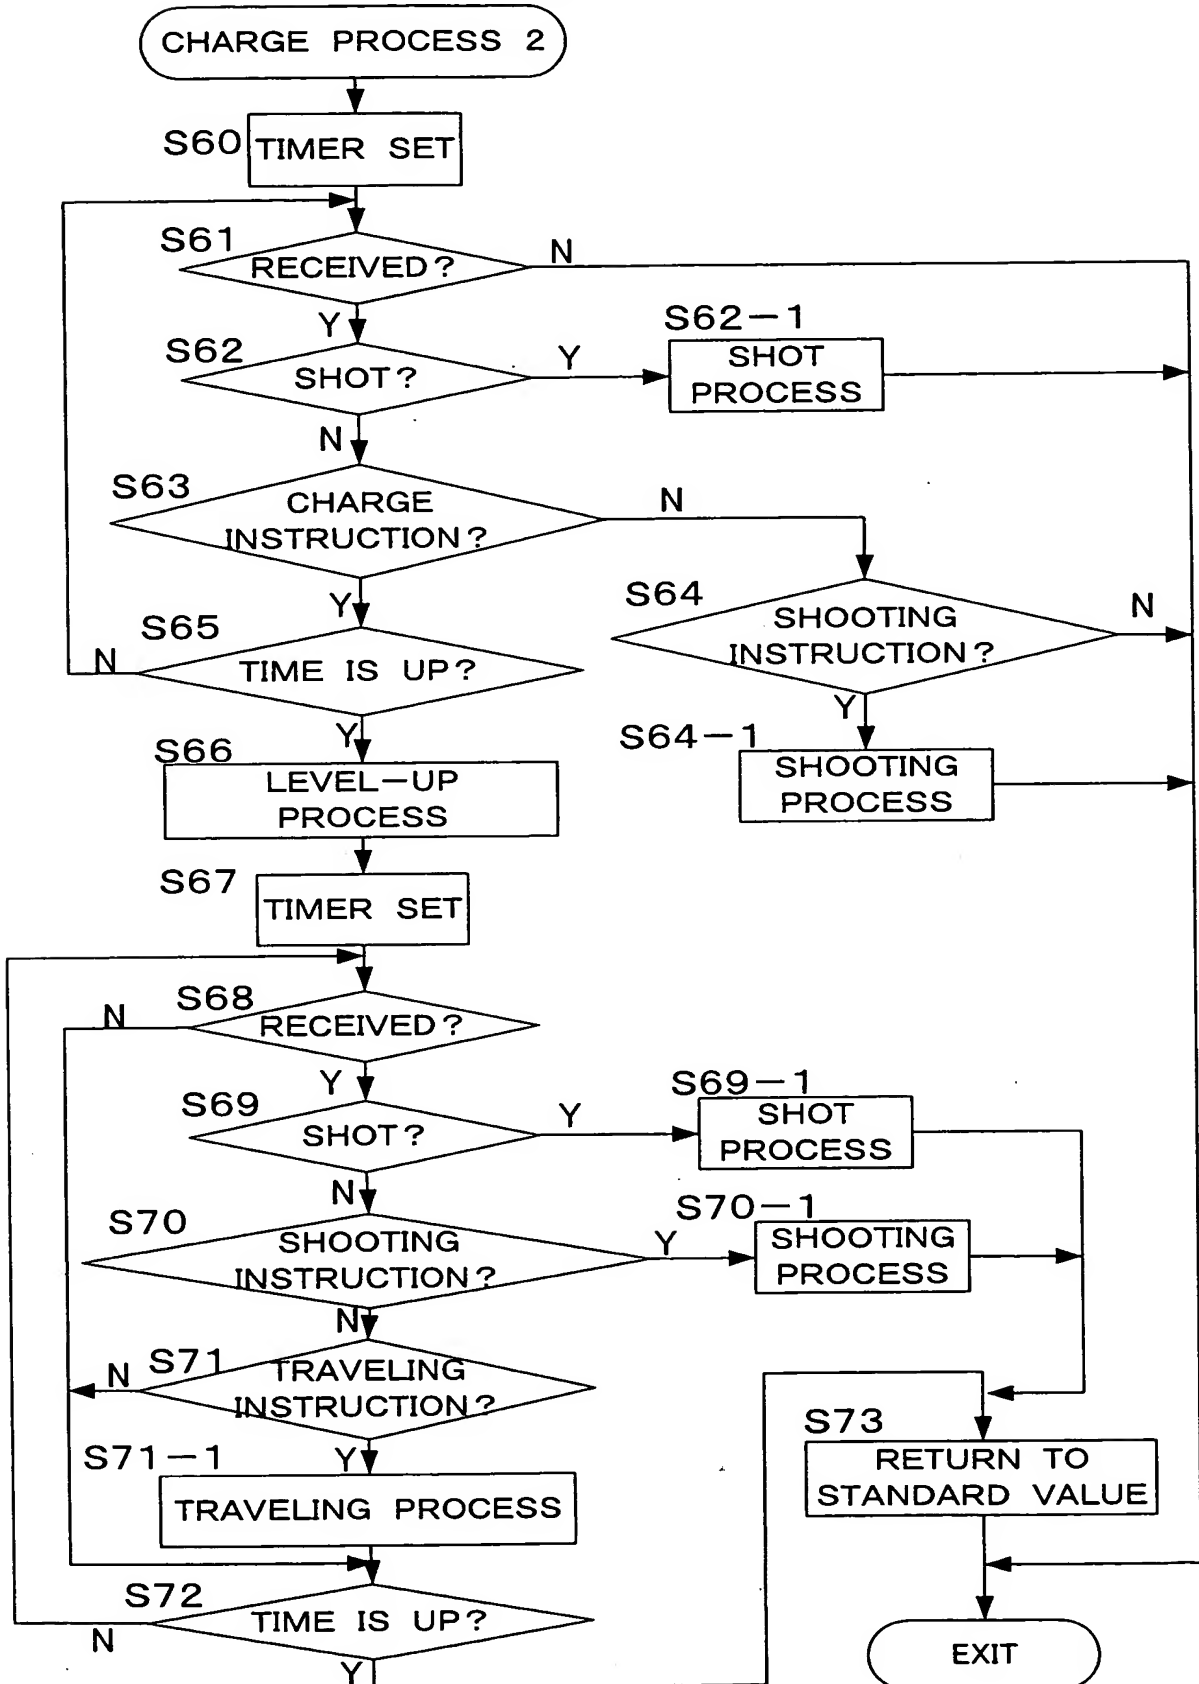 CHARGE PROCESS 2
S60
TIMER SET
S61
RECEIVED?
N
Y
S62
SHOT?
Y
S62-1
SHOT
PROCESS
N
S63
CHARGE
INSTRUCTION?
N
Y
S64
SHOOTING
INSTRUCTION?
N
Y
S64-1
SHOOTING
PROCESS
S65
TIME IS UP?
N
Y
S66
LEVEL-UP
PROCESS
S67
TIMER SET
S68
RECEIVED?
N
Y
S69
SHOT?
Y
S69-1
SHOT
PROCESS
N
S70
SHOOTING
INSTRUCTION?
Y
S70-1
SHOOTING
PROCESS
N
S71
TRAVELING
INSTRUCTION?
N
Y
S71-1
TRAVELING PROCESS
S72
TIME IS UP?
N
Y
S73
RETURN TO
STANDARD VALUE
EXIT